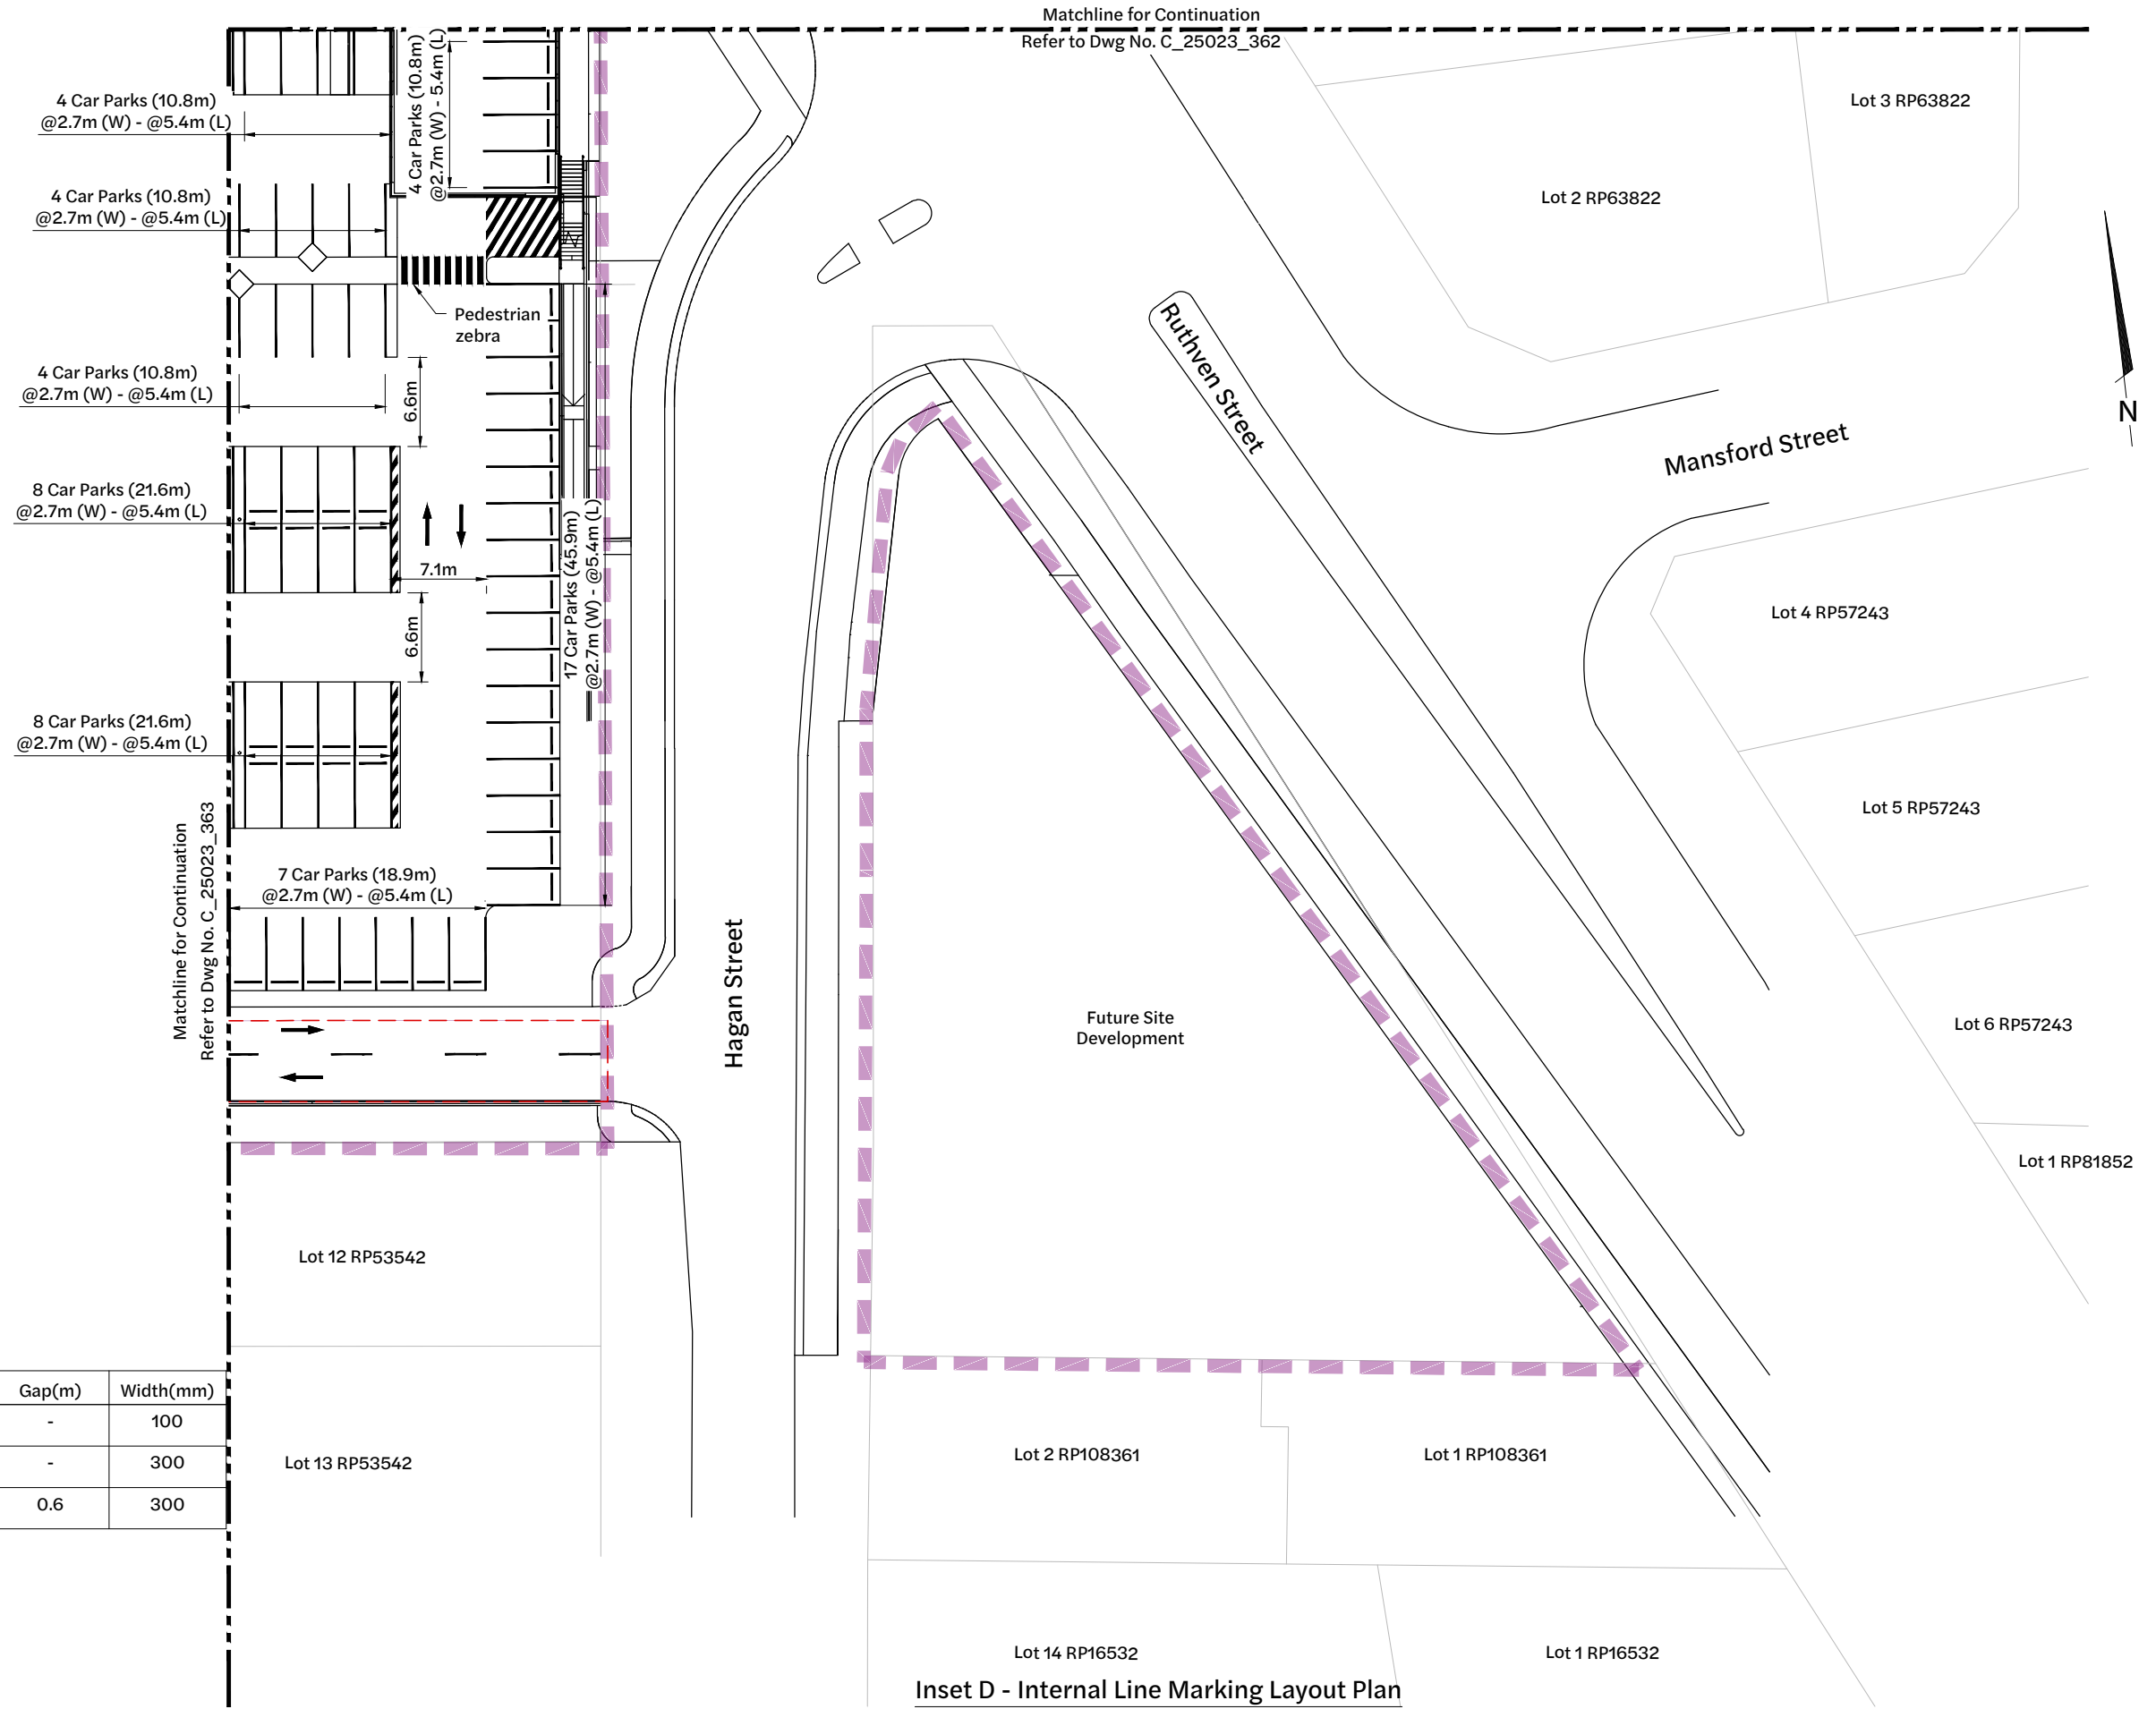 Matchline for Continuation
Refer to Dwg No. C_25023_362
4 Car Parks (10.8m)
@2.7m (W) - @5.4m (L)
4 Car Parks (10.8m)
@2.7m (W) - 5.4m (L)
4 Car Parks (10.8m)
@2.7m (W) - @5.4m (L)
Pedestrian
zebra
4 Car Parks (10.8m)
@2.7m (W) - @5.4m (L)
6.6m
8 Car Parks (21.6m)
@2.7m (W) - @5.4m (L)
7.1m
17 Car Parks (45.9m)
@2.7m (W) - @5.4m (L)
6.6m
8 Car Parks (21.6m)
@2.7m (W) - @5.4m (L)
Matchline for Continuation
Refer to Dwg No. C_25023_363
7 Car Parks (18.9m)
@2.7m (W) - @5.4m (L)
Hagan Street
Ruthven Street
Mansford Street
N
Lot 3 RP63822
Lot 2 RP63822
Lot 4 RP57243
Lot 5 RP57243
Lot 6 RP57243
Lot 1 RP81852
Future Site
Development
Lot 12 RP53542
Lot 13 RP53542
Gap(m) Width(mm)
- 100
- 300
0.6 300
Lot 2 RP108361
Lot 1 RP108361
Lot 14 RP16532
Lot 1 RP16532
Inset D - Internal Line Marking Layout Plan